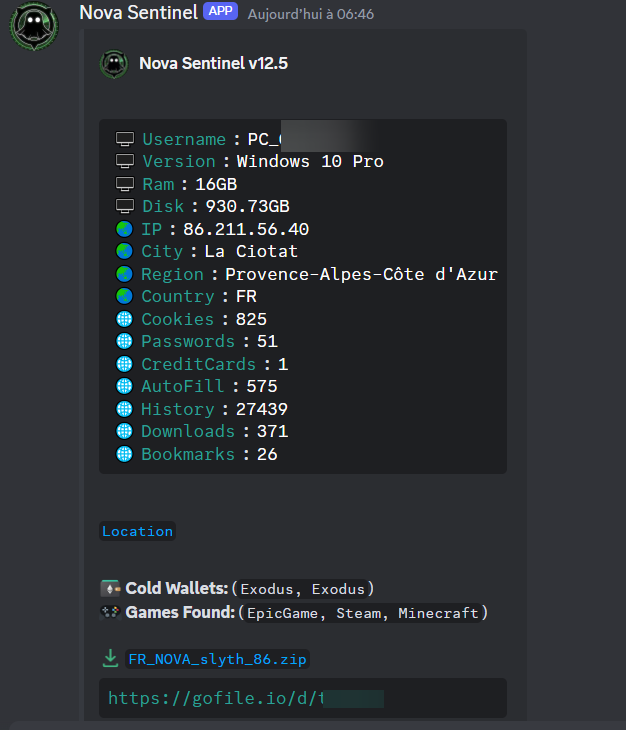 Nova Sentinel APP Aujourd'hui à 06:46
Nova Sentinel v12.5
Username : PC_
Version : Windows 10 Pro
Ram : 16GB
Disk : 930.73GB
IP : 86.211.56.40
City : La Ciotat
Region : Provence-Alpes-Côte d'Azur
Country : FR
Cookies : 825
Passwords : 51
CreditCards : 1
AutoFill : 575
History : 27439
Downloads : 371
Bookmarks : 26
Location
Cold Wallets:(Exodus, Exodus)
Games Found:(EpicGame, Steam, Minecraft)
FR_NOVA_slyth_86.zip
https://gofile.io/d/